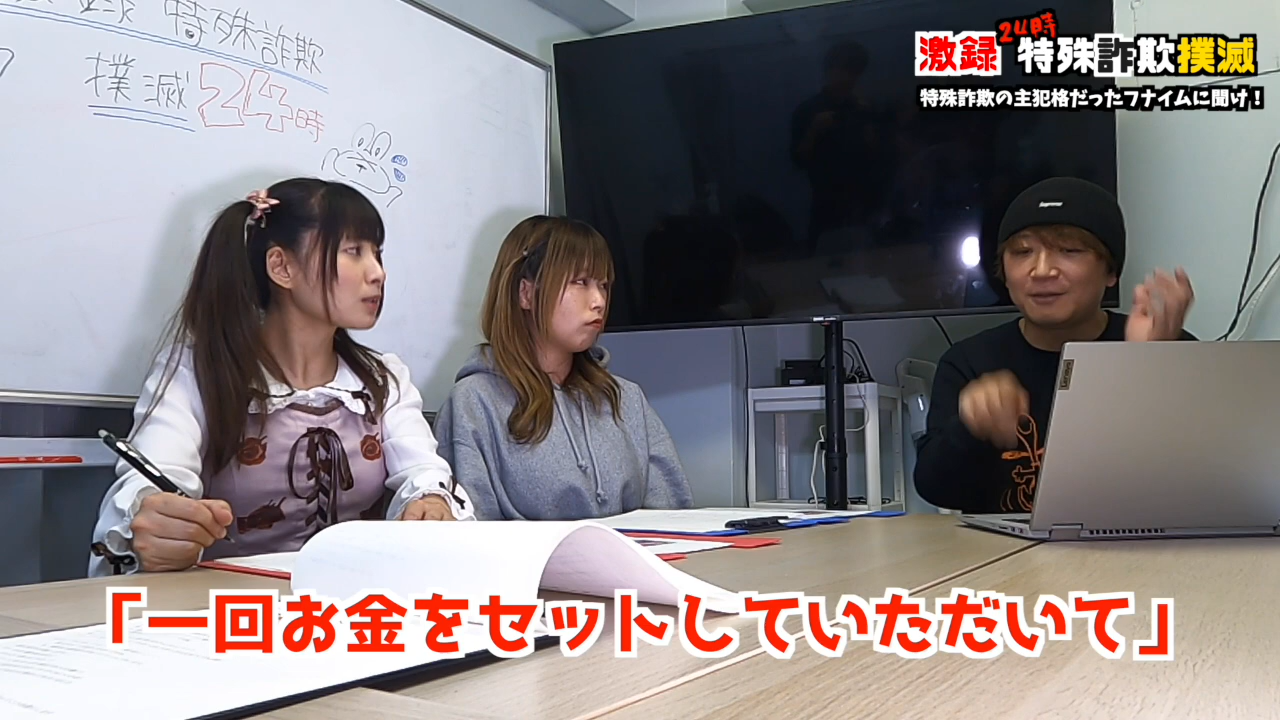 録 特殊詐欺
撲滅24時
激録24時特殊詐欺撲滅
特殊詐欺の主犯格だったフナイムに聞け！
Supreme
Lenovo
「一回お金をセットしていただいて」